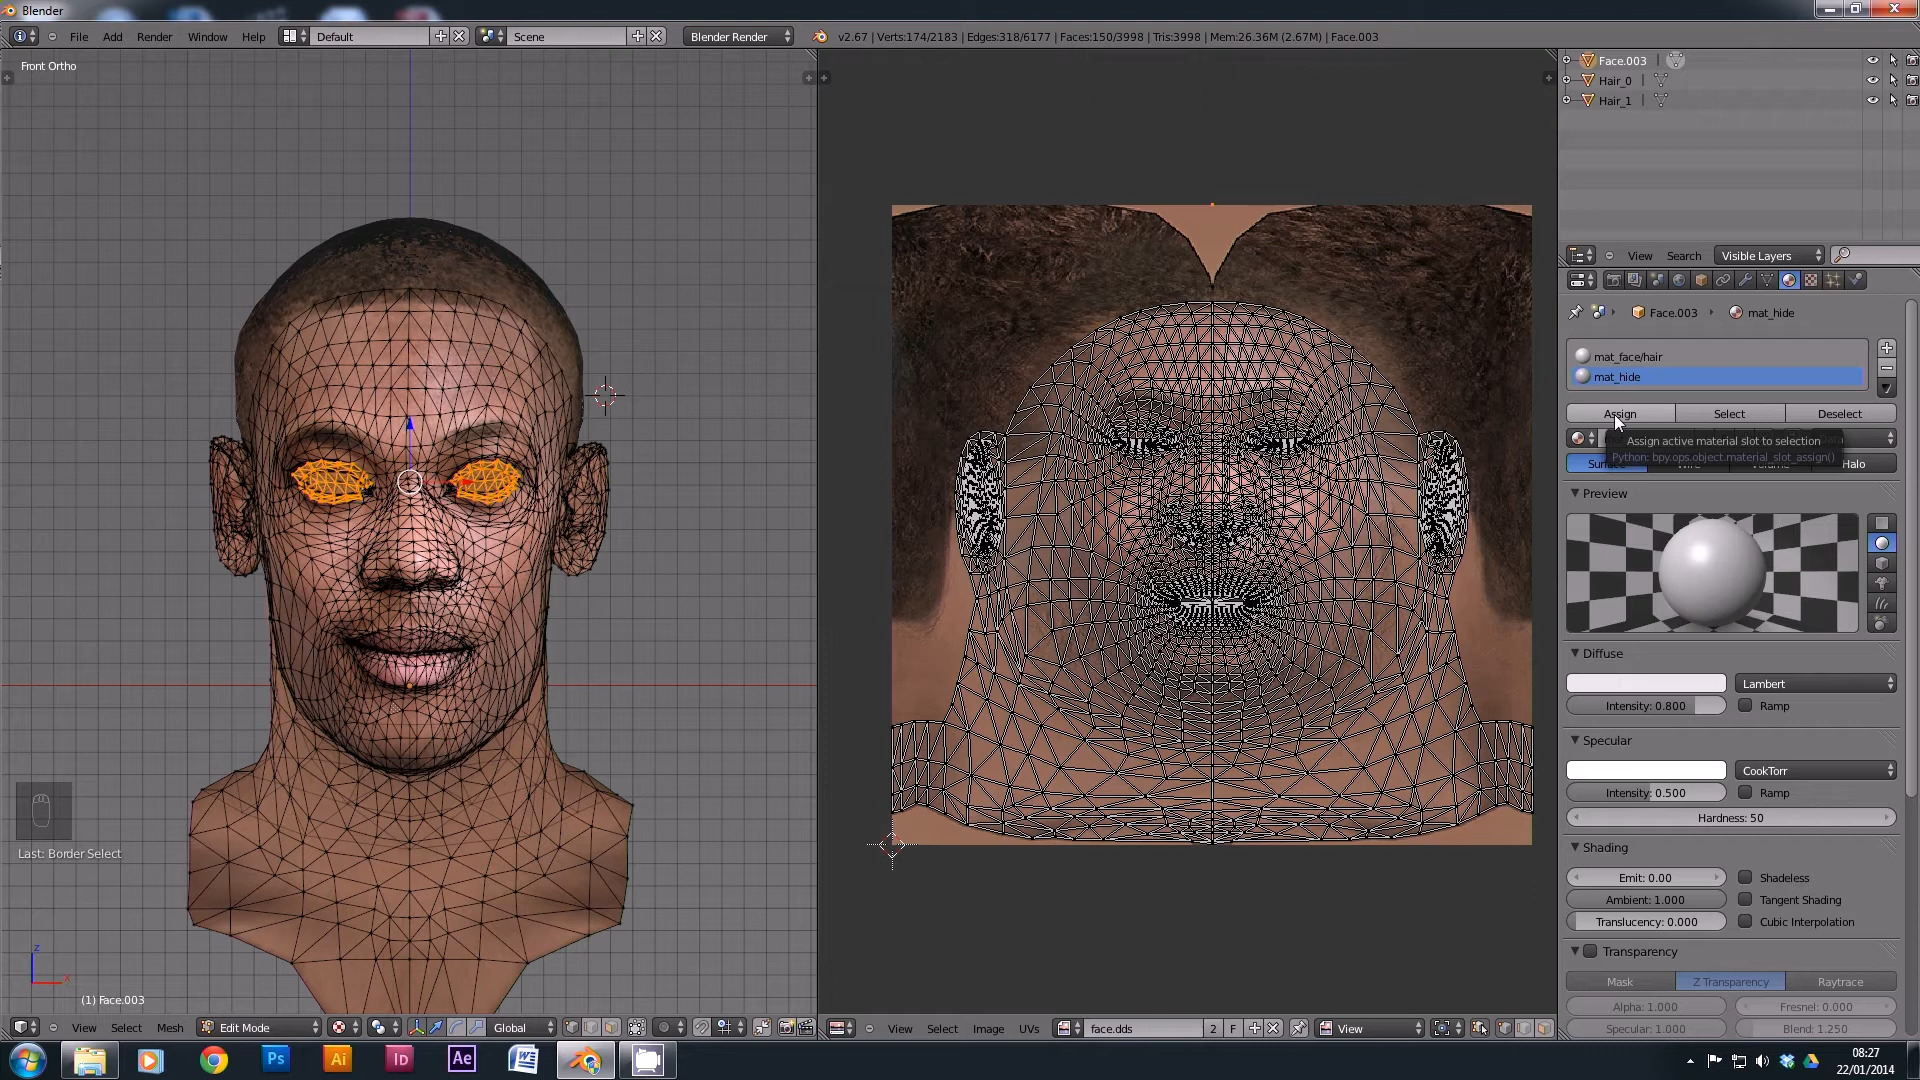 Blender
File Add Render Window Help Default Scene Blender Render v2.67 | Verts:174/2183 | Edges:318/6177 | Faces:150/3998 | Tris:3998 | Mem:26.36M (2.67M) | Face.003
Front Ortho
Face.003
Hair_0
Hair_1
View Search Visible Layers
Face.003 mat_hide
mat_face/hair
mat_hide
Assign Select Deselect
Assign active material slot to selection
Python: bpy.ops.object.material_slot_assign()
Halo
Preview
Diffuse
Lambert
Intensity: 0.800 Ramp
Specular
CookTorr
Intensity: 0.500 Ramp
Hardness: 50
Shading
Emit: 0.00 Shadeless
Ambient: 1.000 Tangent Shading
Translucency: 0.000 Cubic Interpolation
Transparency
Mask Z Transparency Raytrace
Alpha: 1.000 Fresnel: 0.000
Specular: 1.000 Blend: 1.250
Last: Border Select
z
x
(1) Face.003
View Select Mesh Edit Mode Global
View Select Image UVs face.dds 2 F View
Ps Ai Id Ae W
08:27
22/01/2014